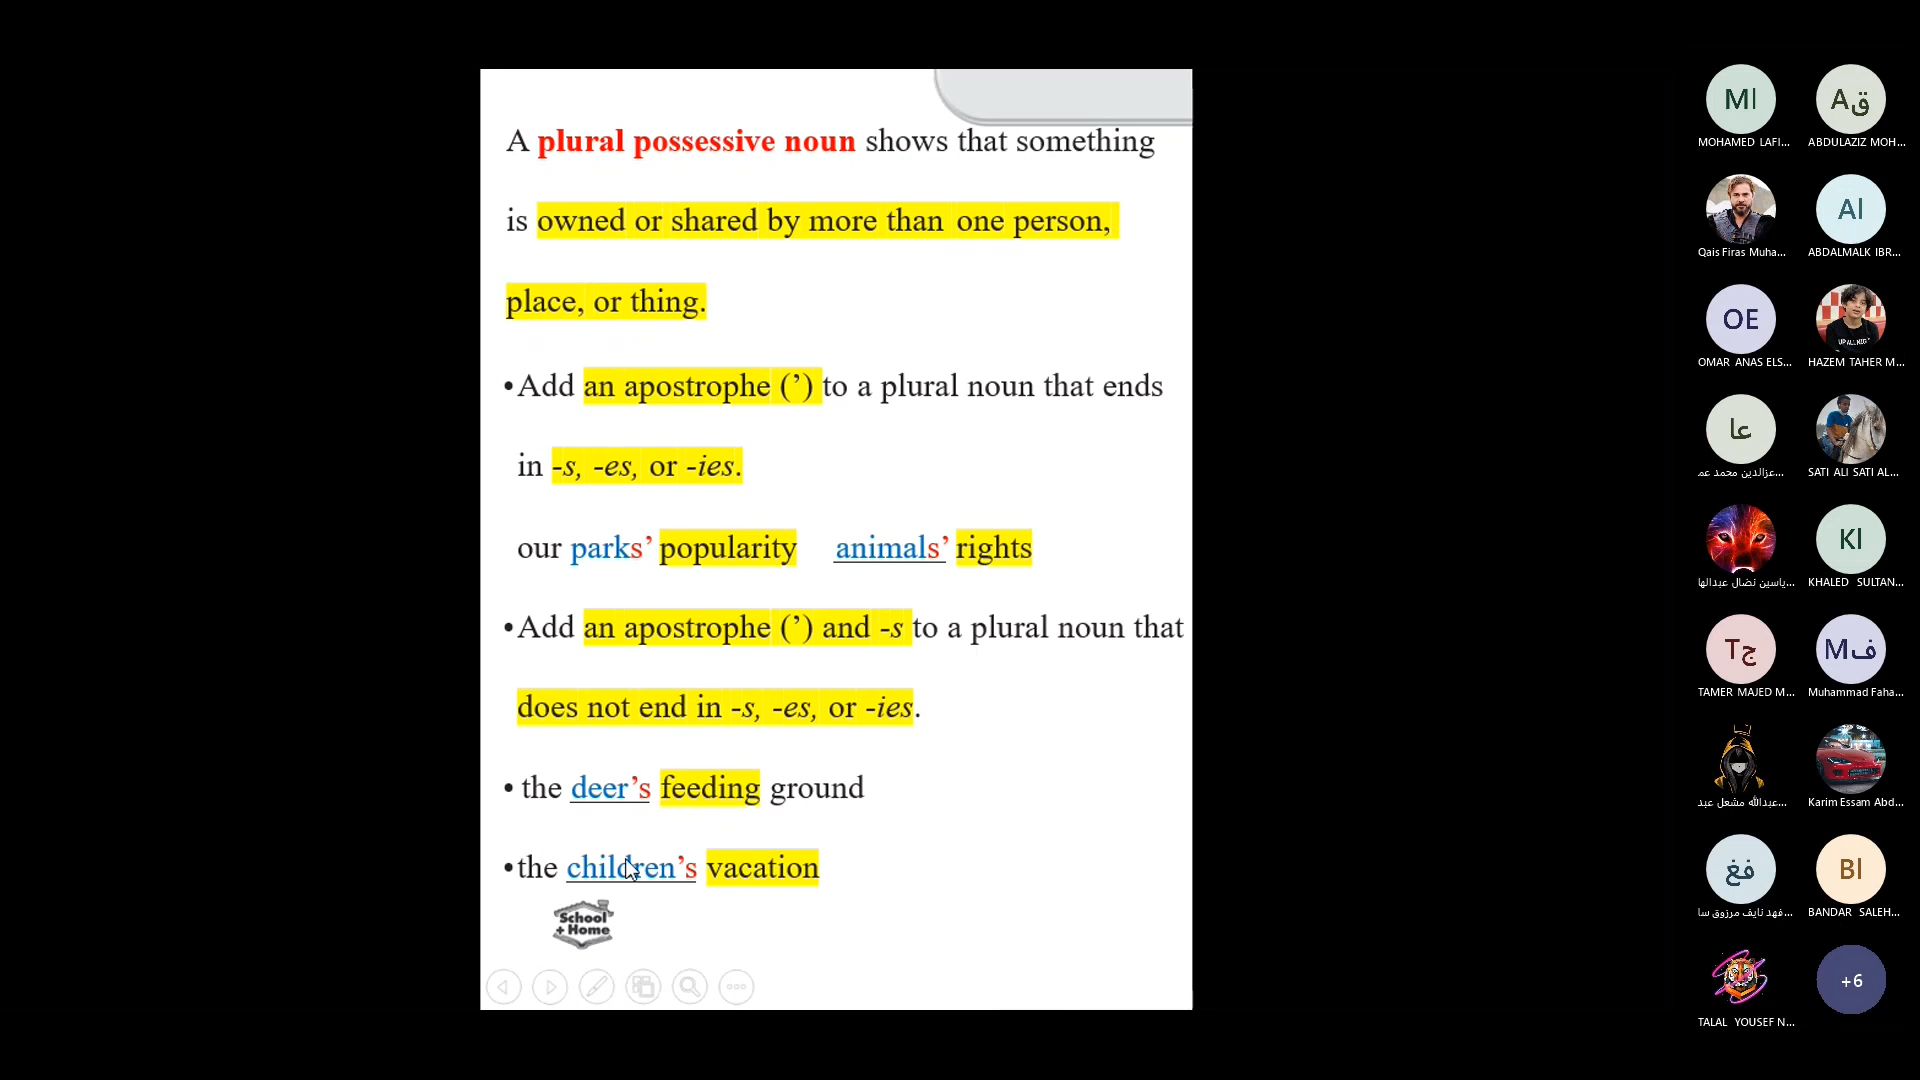 A plural possessive noun shows that something
is owned or shared by more than one person,
place, or thing.
•Add an apostrophe (’) to a plural noun that ends
in -s, -es, or -ies.
our parks’ popularity animals’ rights
•Add an apostrophe (’) and -s to a plural noun that
does not end in -s, -es, or -ies.
• the deer’s feeding ground
•the children’s vacation
School
+ Home
MI
Aق
MOHAMED LAFI...
ABDULAZIZ MOH...
AI
Qais Firas Muha...
ABDALMALK IBR...
OE
OMAR ANAS ELS...
HAZEM TAHER M...
عا
عزالدين محمد عمـ...
SATI ALI SATI AL...
KI
ياسين نضال عبدالها...
KHALED SULTAN...
Tج
Mف
TAMER MAJED M...
Muhammad Faha...
عبدالله مشعل عبد...
Karim Essam Abd...
فغ
BI
فهد نايف مرزوق سا...
BANDAR SALEH...
+6
TALAL YOUSEF N...